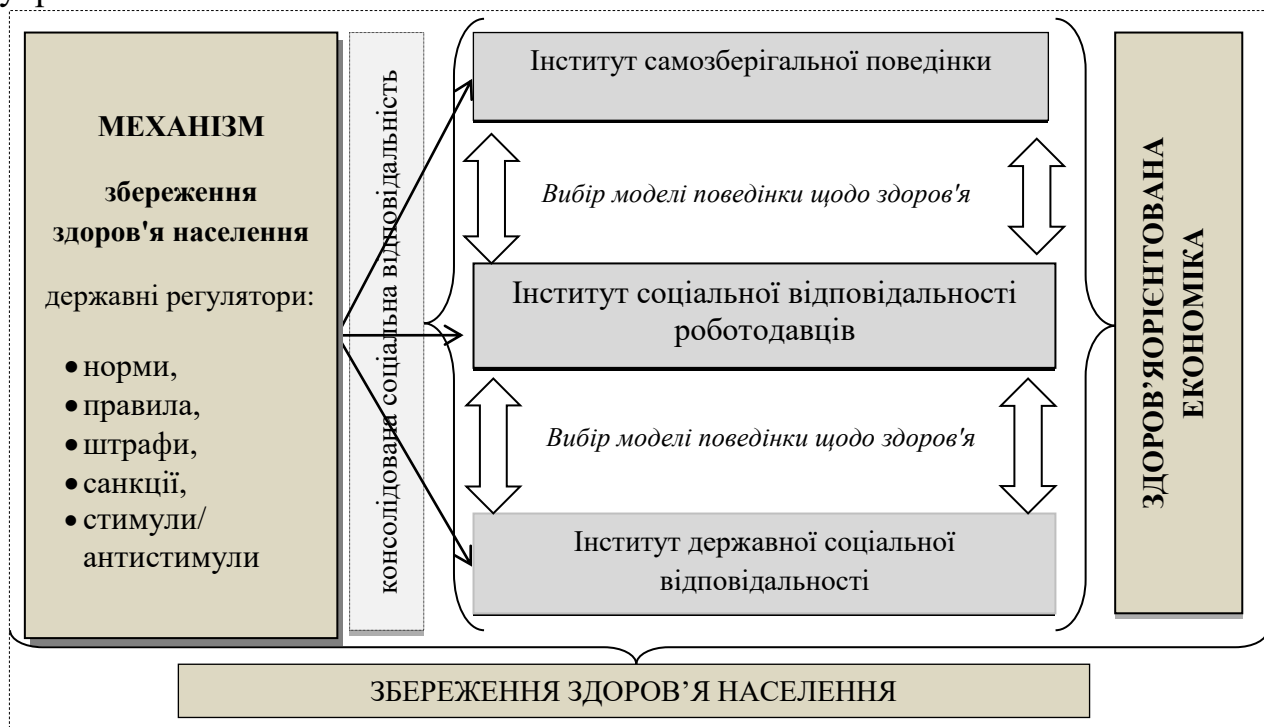 МЕХАНІЗМ
збереження
здоров'я населення
державні регулятори:
• норми,
• правила,
• штрафи,
• санкції,
• стимули/
антистимули
консолідована соціальна відповідальність
Інститут самозберігальної поведінки
Вибір моделі поведінки щодо здоров'я
Інститут соціальної відповідальності
роботодавців
Вибір моделі поведінки щодо здоров'я
Інститут державної соціальної
відповідальності
ЗДОРОВ’ЯОРІЄНТОВАНА
ЕКОНОМІКА
ЗБЕРЕЖЕННЯ ЗДОРОВ’Я НАСЕЛЕННЯ